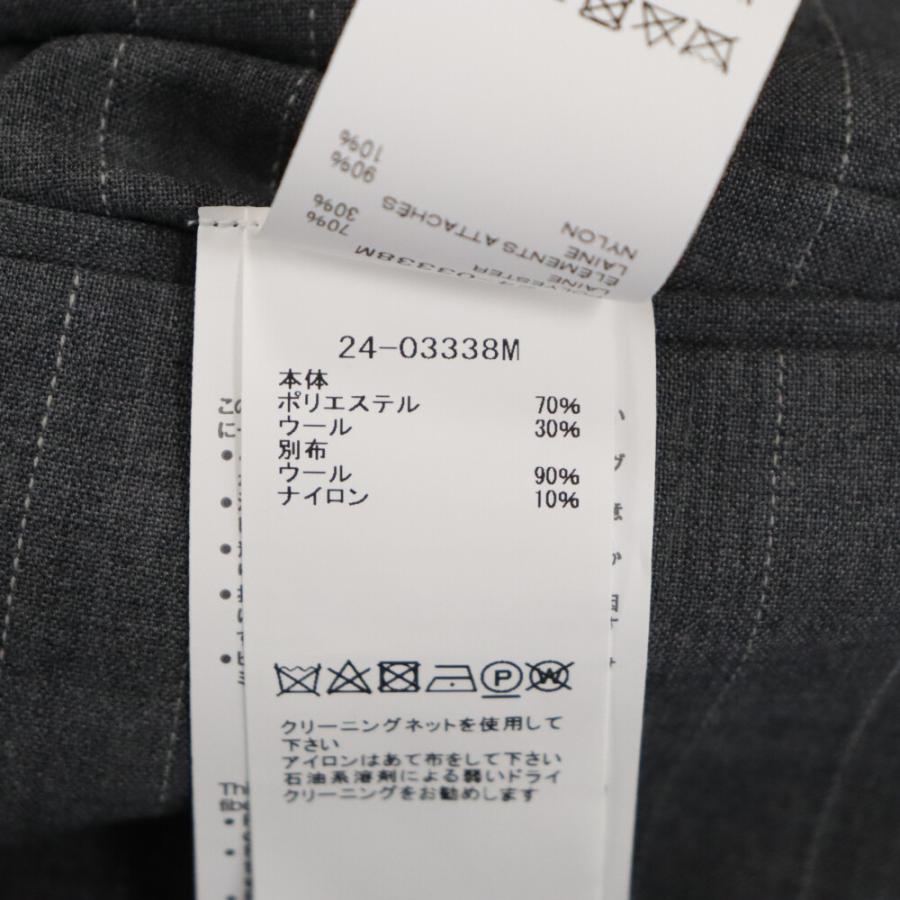 10%
90%
30%
70%
NYLON
LAINE
ÉLEMENTS ATTACHÉS
LAINE
POLYESTER
24-03338M
本体
ポリエステル 70%
ウール 30%
別布
ウール 90%
ナイロン 10%
P
W
クリーニングネットを使用して
下さい
アイロンはあて布をして下さい
石油系溶剤による弱いドライ
クリーニングをお勧めします